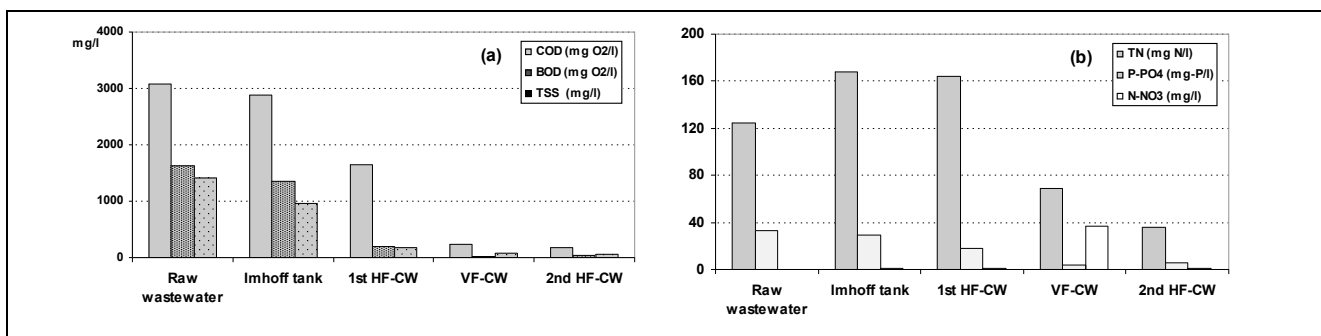 mg/l
4000
3000
2000
1000
0
(a)
COD (mg O2/l)
BOD (mg O2/l)
TSS (mg/l)
Raw wastewater
Imhoff tank
1st HF-CW
VF-CW
2nd HF-CW
200
160
120
80
40
0
(b)
TN (mg N/l)
P-PO4 (mg-P/l)
N-NO3 (mg/l)
Raw wastewater
Imhoff tank
1st HF-CW
VF-CW
2nd HF-CW